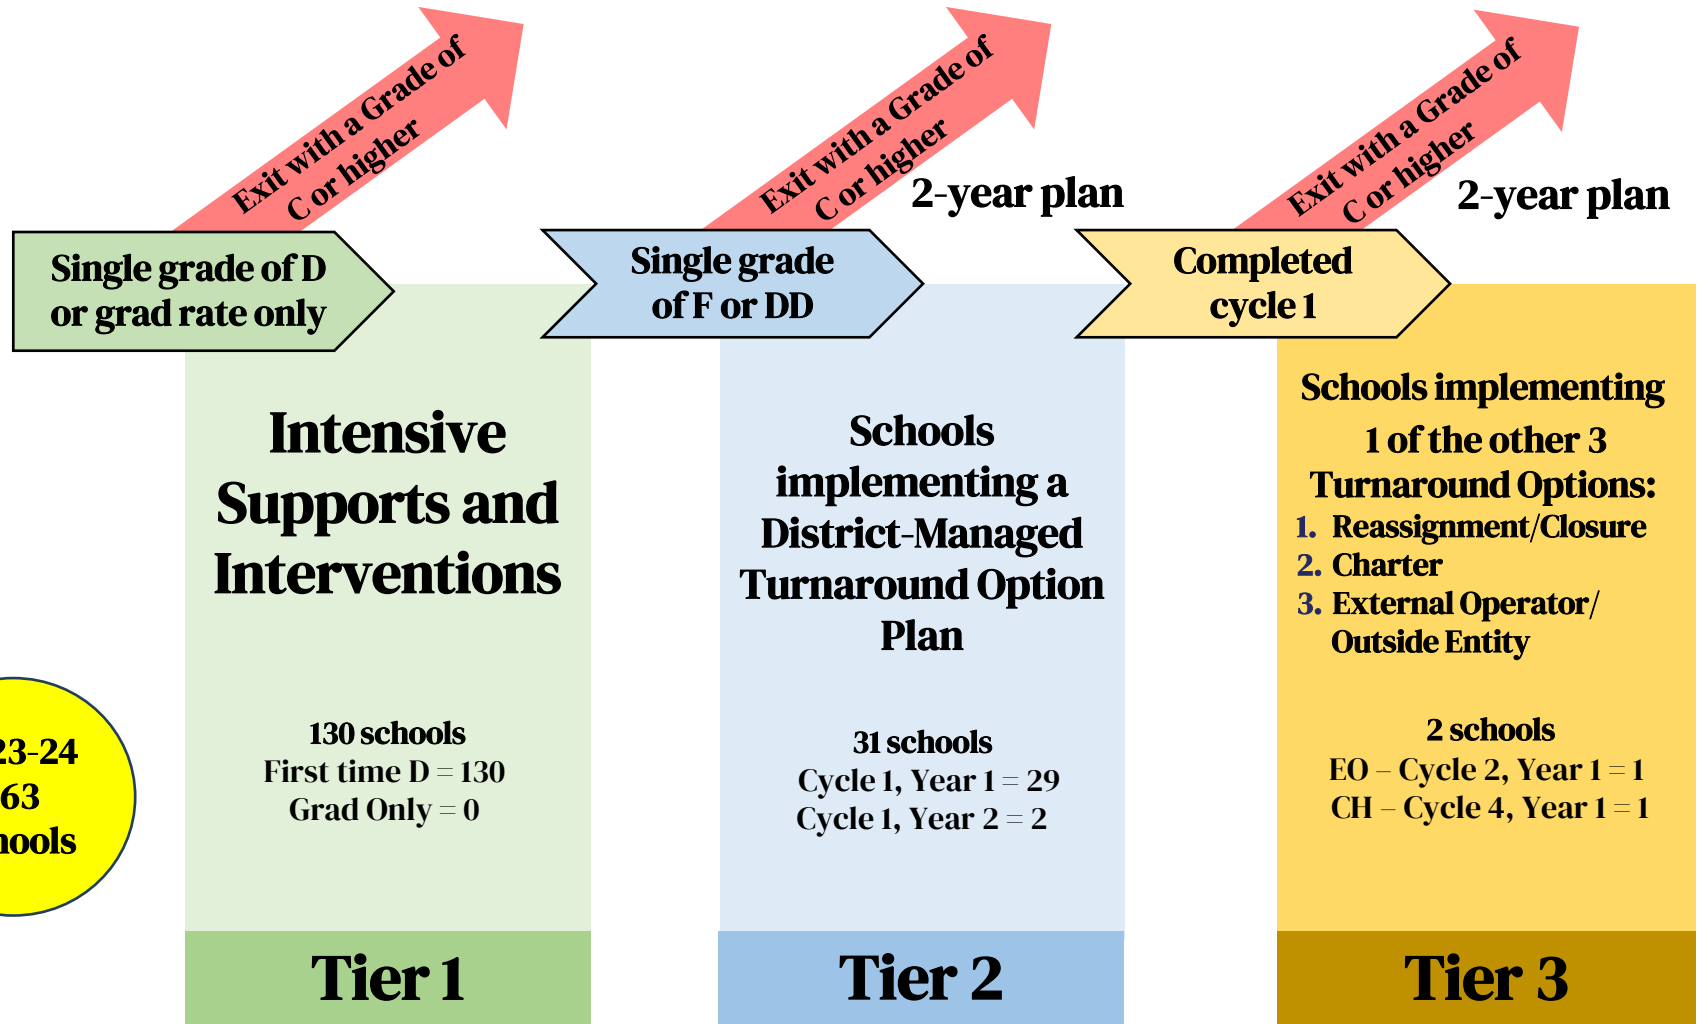 Exit with a Grade of
C or higher
Exit with a Grade of
C or higher
2-year plan
Exit with a Grade of
C or higher
2-year plan
Single grade of D
or grad rate only
Single grade
of F or DD
Completed
cycle 1
Intensive
Supports and
Interventions
130 schools
First time D = 130
Grad Only = 0
Schools
implementing a
District-Managed
Turnaround Option
Plan
31 schools
Cycle 1, Year 1 = 29
Cycle 1, Year 2 = 2
Schools implementing
1 of the other 3
Turnaround Options:
1. Reassignment/Closure
2. Charter
3. External Operator/
Outside Entity
2 schools
EO – Cycle 2, Year 1 = 1
CH – Cycle 4, Year 1 = 1
23-24
63
hools
Tier 1
Tier 2
Tier 3